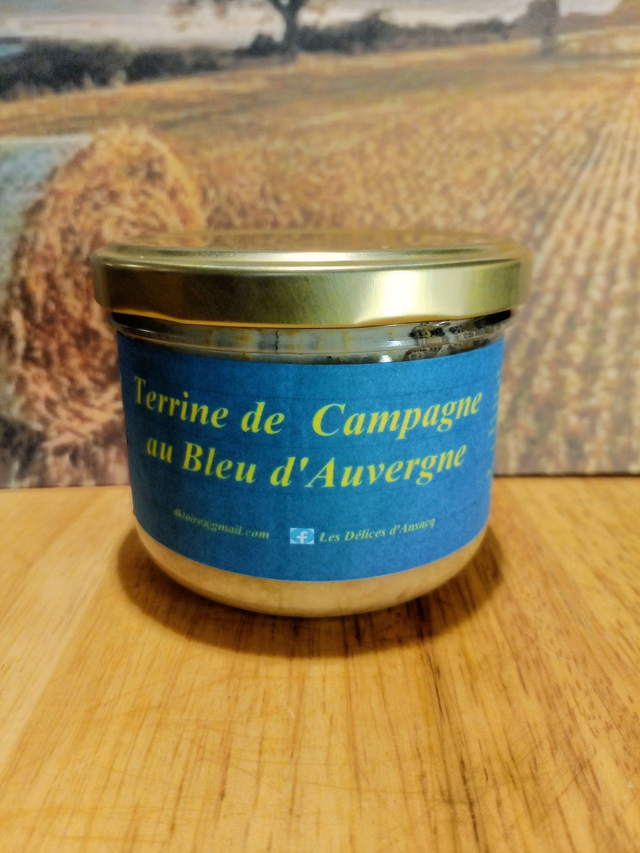 Terrine de Campagne
au Bleu d'Auvergne
Les Délices d'Ansacq